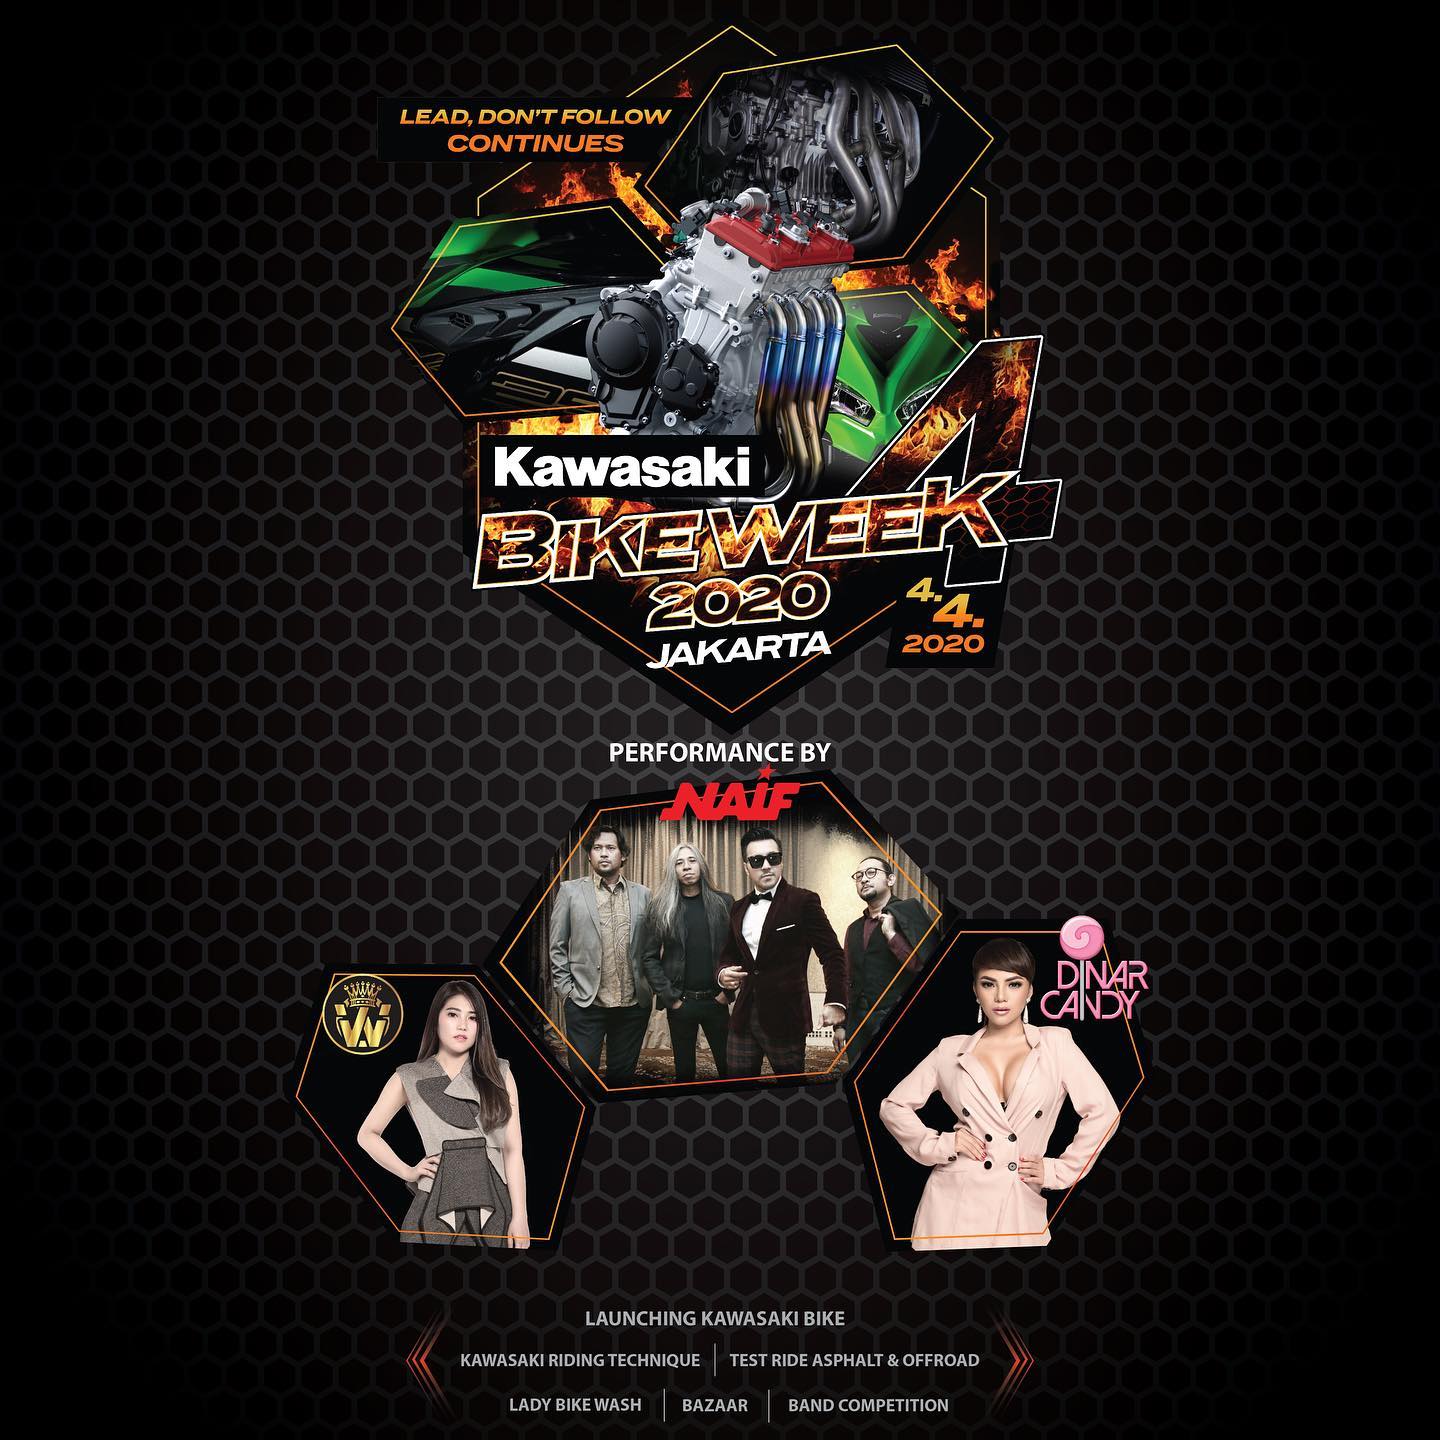 LEAD, DON'T FOLLOW
CONTINUES
Kawasaki
4
BIKEWEEK
2020
JAKARTA
4.4.
2020
PERFORMANCE BY
NAIF
DINAR
CANDY
LAUNCHING KAWASAKI BIKE
KAWASAKI RIDING TECHNIQUE | TEST RIDE ASPHALT & OFFROAD
LADY BIKE WASH | BAZAAR | BAND COMPETITION